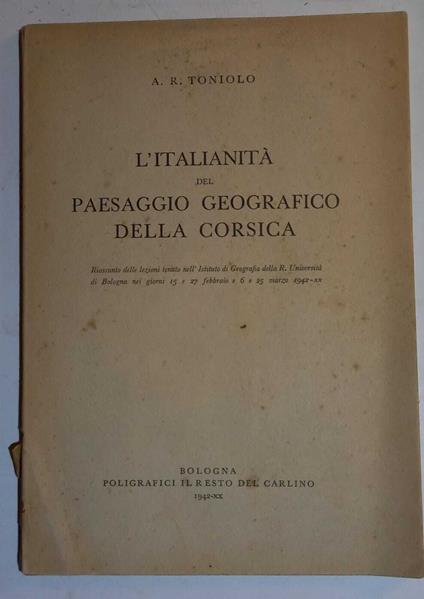 A. R. TONIOLO
L'ITALIANITÀ
DEL
PAESAGGIO GEOGRAFICO
DELLA CORSICA
Riassunto delle lezioni tenute nell' Istituto di Geografia della R. Università
di Bologna nei giorni 15 e 27 febbraio e 6 e 25 marzo 1942-XX
BOLOGNA
POLIGRAFICI IL RESTO DEL CARLINO
1942-XX